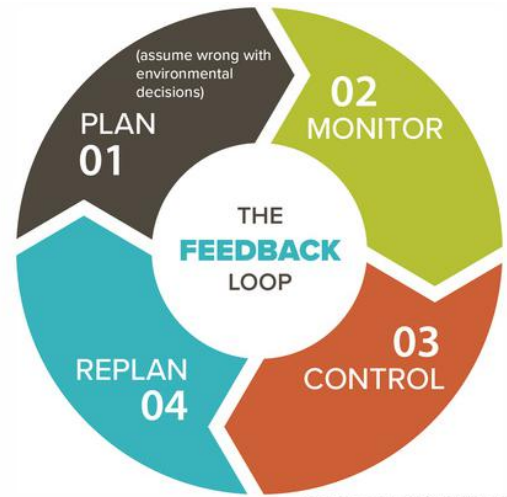 (assume wrong with
environmental
decisions)
PLAN
01
02
MONITOR
03
CONTROL
REPLAN
04
THE
FEEDBACK
LOOP